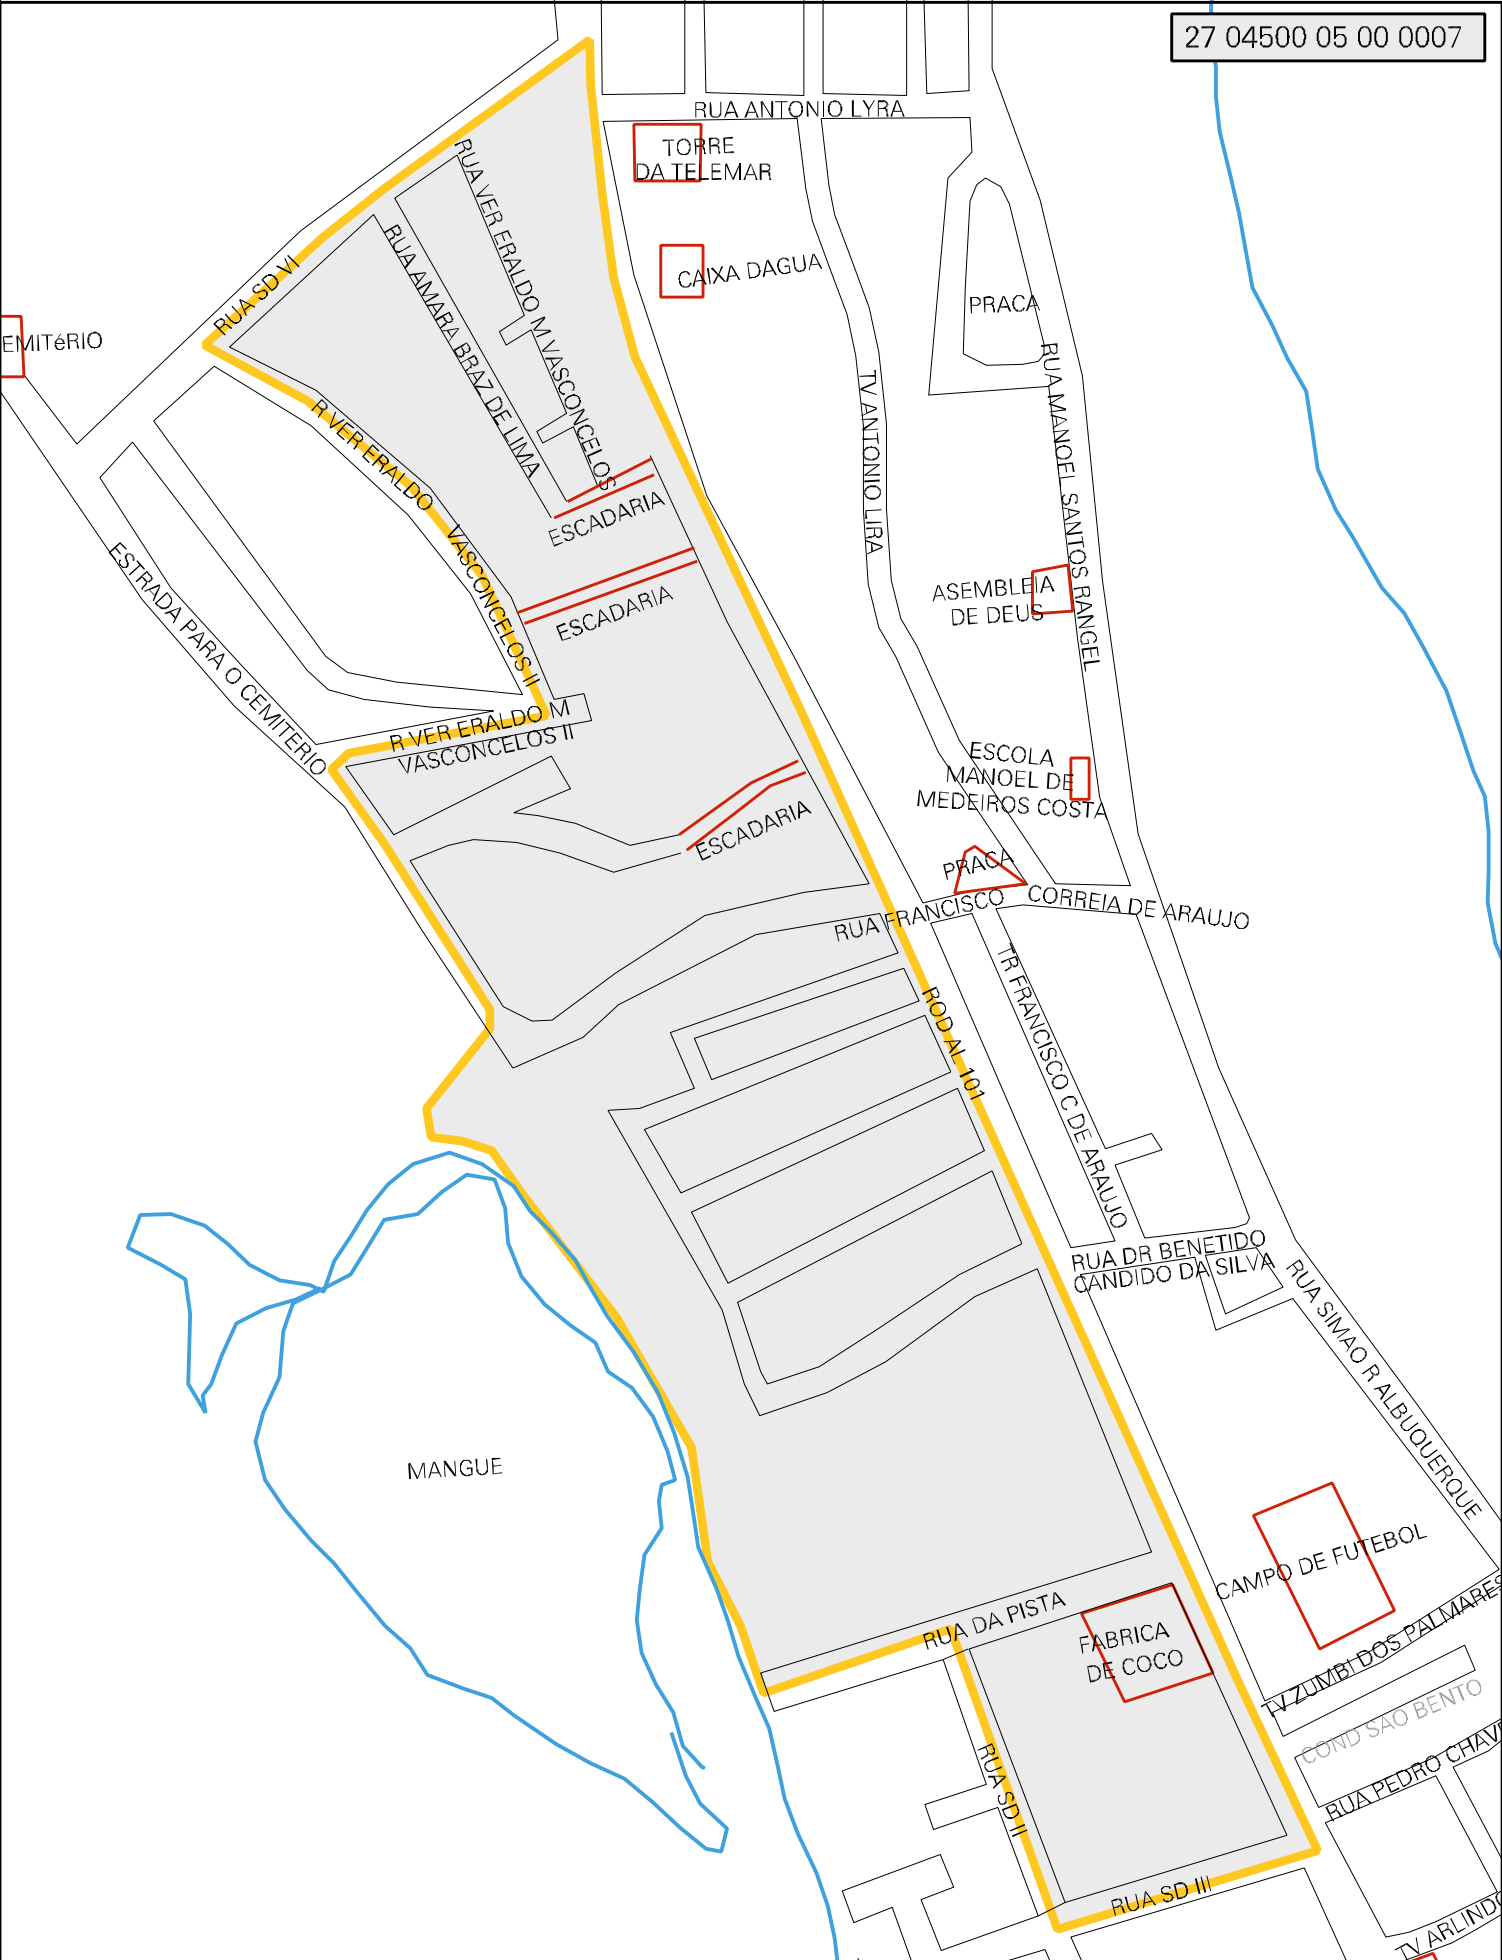 27 04500 05 00 0007
RUA ANTONIO LYRA
TORRE
DA TELEMAR
RUA VER ERALDO M VASCONCELOS
RUA AMARA BRAZ DE LIMA
CAIXA DAGUA
RUA SD VI
PRACA
EMITéRIO
R VER ERALDO
VASCONCELOS II
TV ANTONIO LIRA
RUA MANOEL SANTOS RANGEL
ESCADARIA
ESCADARIA
ESTRADA PARA O CEMITERIO
ASEMBLEIA
DE DEUS
R VER ERALDO M
VASCONCELOS II
ESCOLA
MANOEL DE
MEDEIROS COSTA
ESCADARIA
PRACA
RUA FRANCISCO
CORREIA DE ARAUJO
ROD AL 101
TR FRANCISCO C DE ARAUJO
RUA DR BENETIDO
CANDIDO DA SILVA
RUA SIMAO R ALBUQUERQUE
MANGUE
CAMPO DE FUTEBOL
RUA DA PISTA
FABRICA
DE COCO
TV ZUMBI DOS PALMARES
COND SAO BENTO
RUA PEDRO CHAV
RUA SD II
RUA SD III
TV ARLINDO